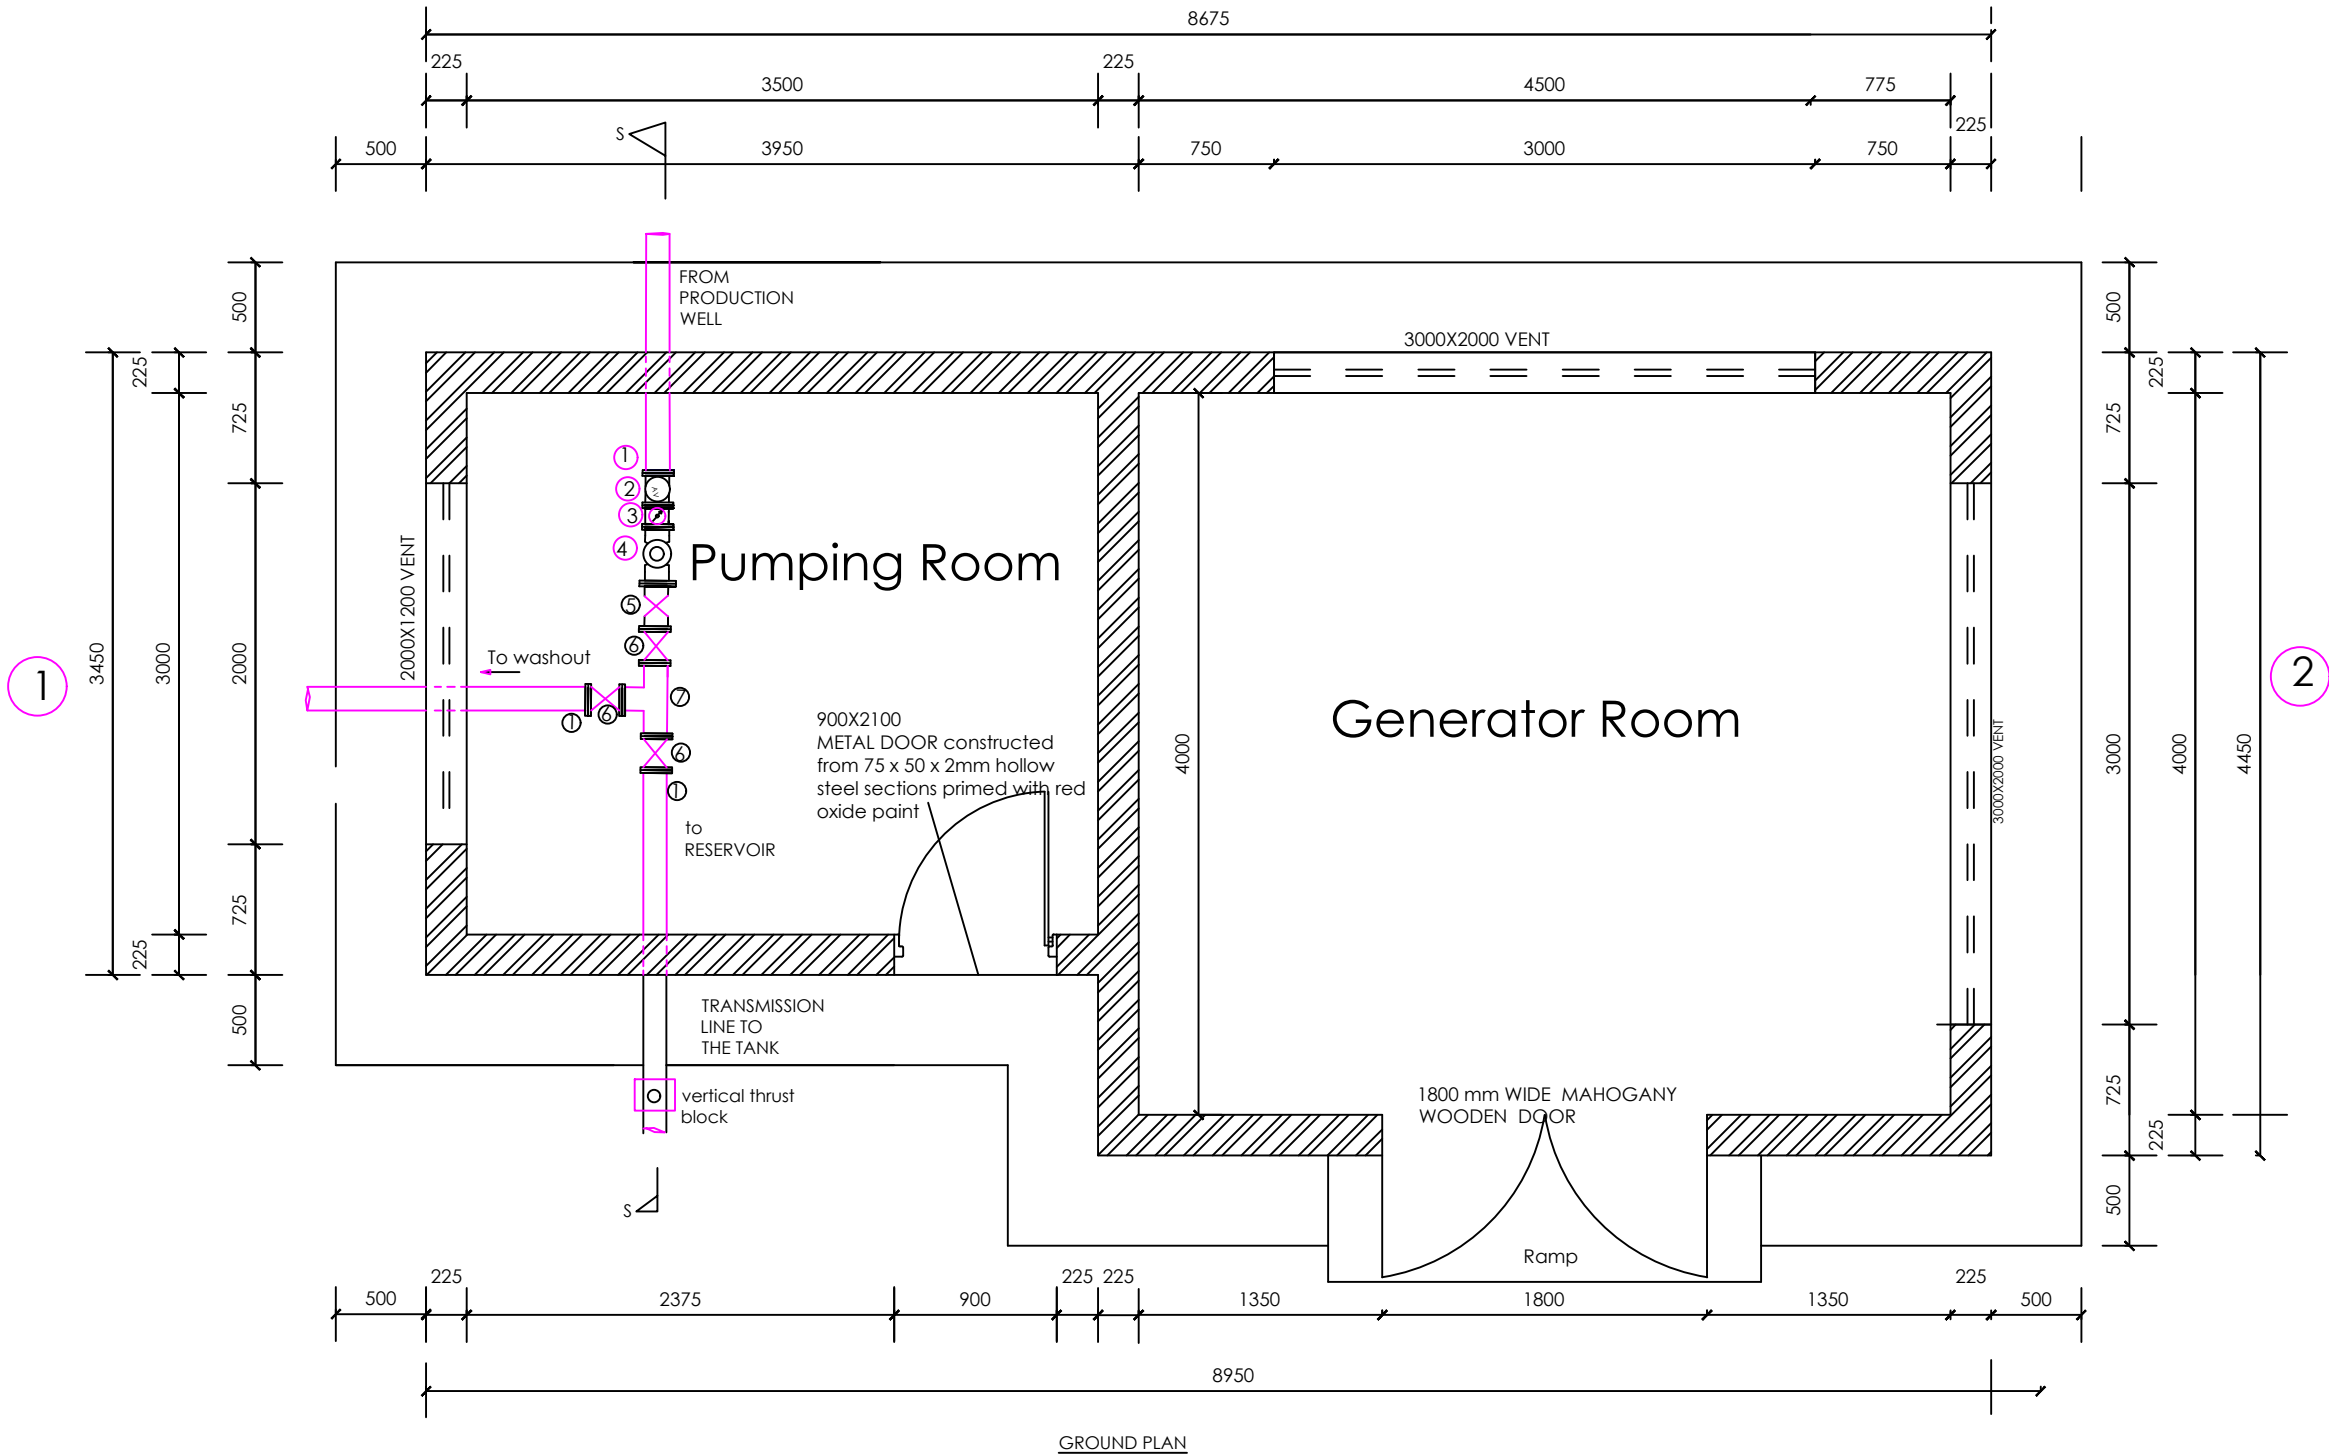 8675
225
225
3500
4500
775
225
S
500
3950
750
3000
750
FROM
PRODUCTION
WELL
3000X2000 VENT
500
225
725
3450
3000
2000
2000X1200 VENT
725
225
500
500
225
725
3000
4000
4450
3000X2000 VENT
725
225
500
1
2
AV
3
4
Pumping Room
5
6
To washout
7
1
6
6
1
1
2
Generator Room
4000
900X2100
METAL DOOR constructed
from 75 x 50 x 2mm hollow
steel sections primed with red
oxide paint
to
RESERVOIR
TRANSMISSION
LINE TO
THE TANK
vertical thrust
block
1800 mm WIDE MAHOGANY
WOODEN DOOR
S
Ramp
225
225 225
225
500
2375
900
1350
1800
1350
500
8950
GROUND PLAN